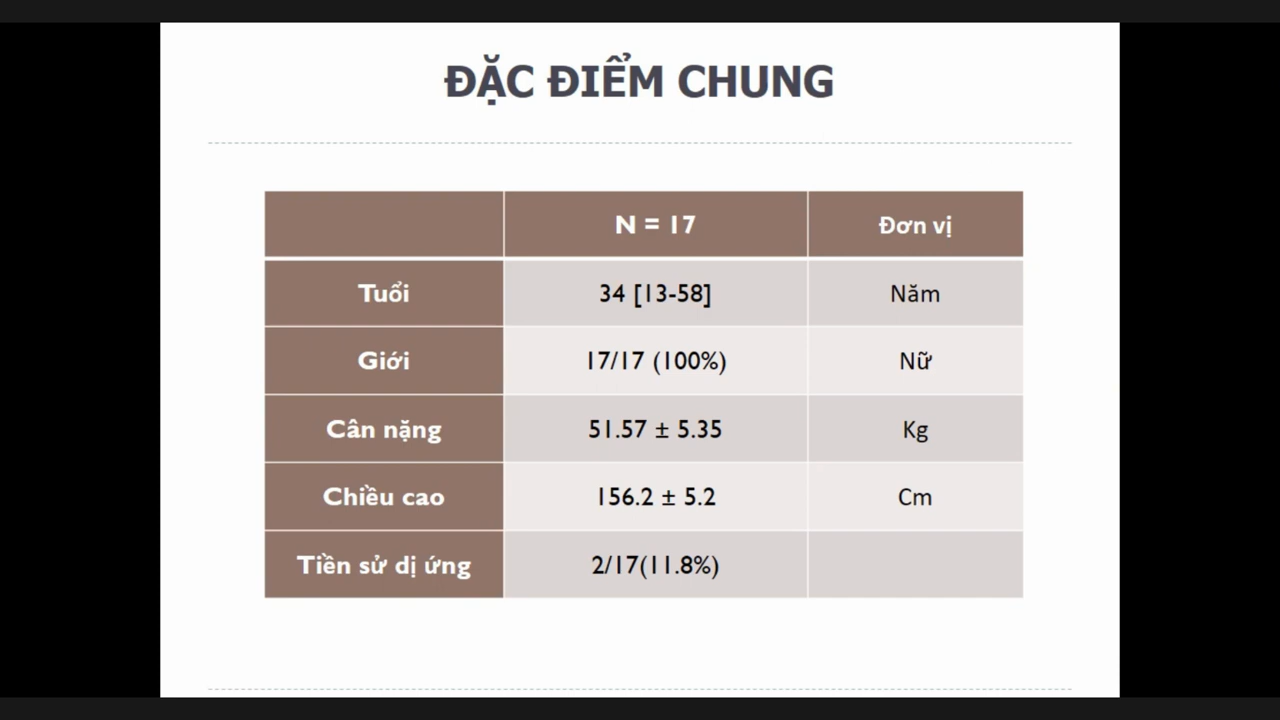 ĐẶC ĐIỂM CHUNG
N = 17 Đơn vị
Tuổi 34 [13-58] Năm
Giới 17/17 (100%) Nữ
Cân nặng 51.57 ± 5.35 Kg
Chiều cao 156.2 ± 5.2 Cm
Tiền sử dị ứng 2/17(11.8%)